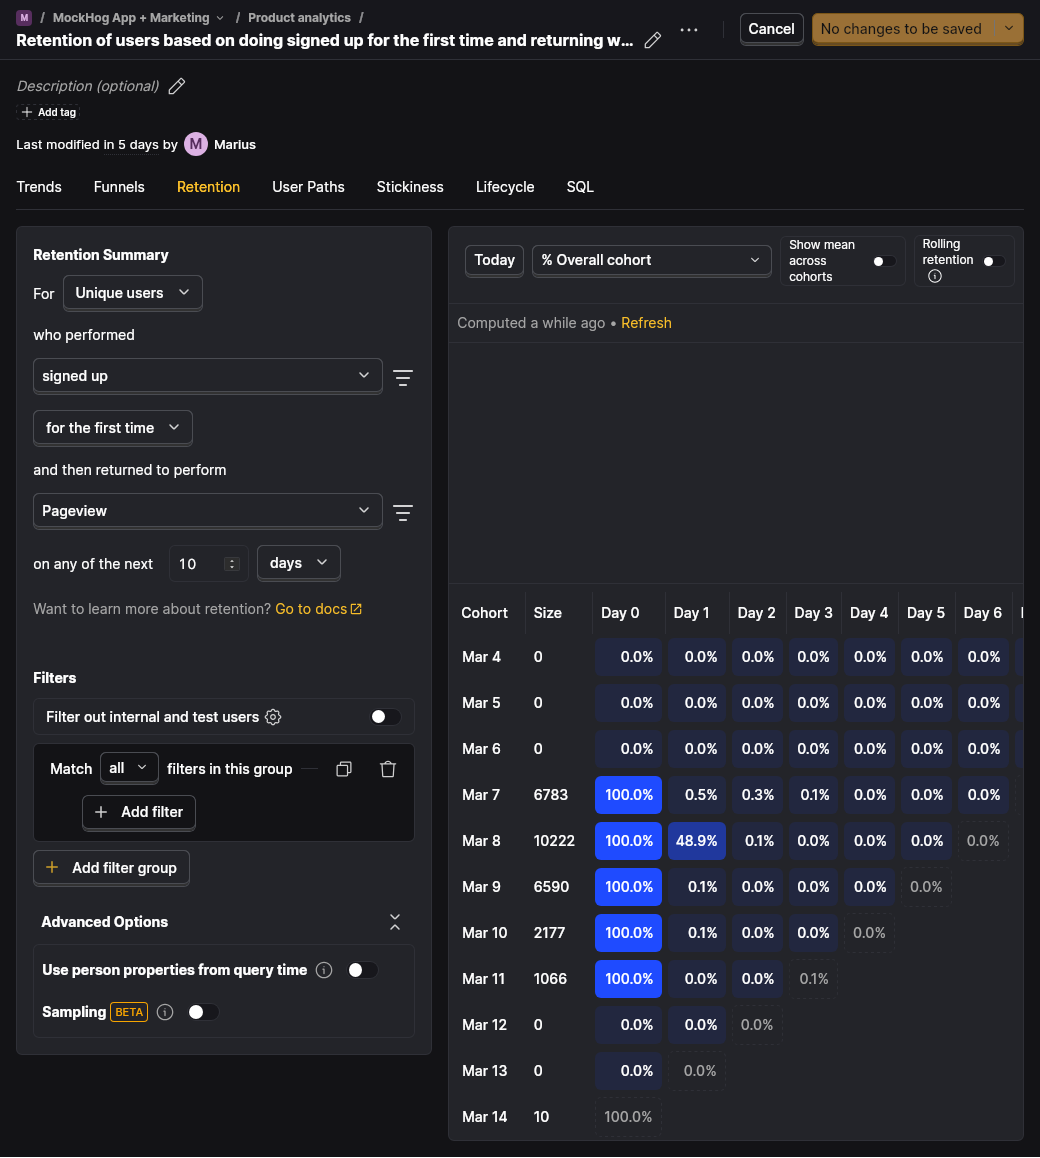 M / MockHog App + Marketing / Product analytics /
Retention of users based on doing signed up for the first time and returning w...
Cancel
No changes to be saved
Description (optional)
Add tag
Last modified in 5 days by M Marius
Trends Funnels Retention User Paths Stickiness Lifecycle SQL
Retention Summary
For Unique users
who performed
signed up
for the first time
and then returned to perform
Pageview
on any of the next 10 days
Want to learn more about retention? Go to docs
Filters
Filter out internal and test users
Match all filters in this group
Add filter
Add filter group
Advanced Options
Use person properties from query time
Sampling BETA
Today
% Overall cohort
Show mean
across
cohorts
Rolling
retention
Computed a while ago • Refresh
Cohort Size Day 0 Day 1 Day 2 Day 3 Day 4 Day 5 Day 6
Mar 4 0 0.0% 0.0% 0.0% 0.0% 0.0% 0.0% 0.0%
Mar 5 0 0.0% 0.0% 0.0% 0.0% 0.0% 0.0% 0.0%
Mar 6 0 0.0% 0.0% 0.0% 0.0% 0.0% 0.0% 0.0%
Mar 7 6783 100.0% 0.5% 0.3% 0.1% 0.0% 0.0% 0.0%
Mar 8 10222 100.0% 48.9% 0.1% 0.0% 0.0% 0.0% 0.0%
Mar 9 6590 100.0% 0.1% 0.0% 0.0% 0.0% 0.0%
Mar 10 2177 100.0% 0.1% 0.0% 0.0% 0.0%
Mar 11 1066 100.0% 0.0% 0.0% 0.1%
Mar 12 0 0.0% 0.0% 0.0%
Mar 13 0 0.0% 0.0%
Mar 14 10 100.0%